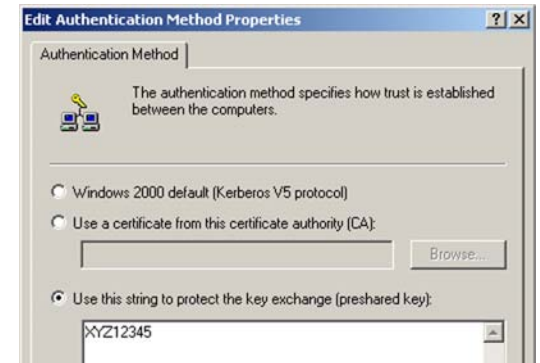 Edit Authentication Method Properties
Authentication Method
The authentication method specifies how trust is established
between the computers.
Windows 2000 default (Kerberos V5 protocol)
Use a certificate from this certificate authority (CA):
Browse...
Use this string to protect the key exchange (preshared key):
XYZ12345